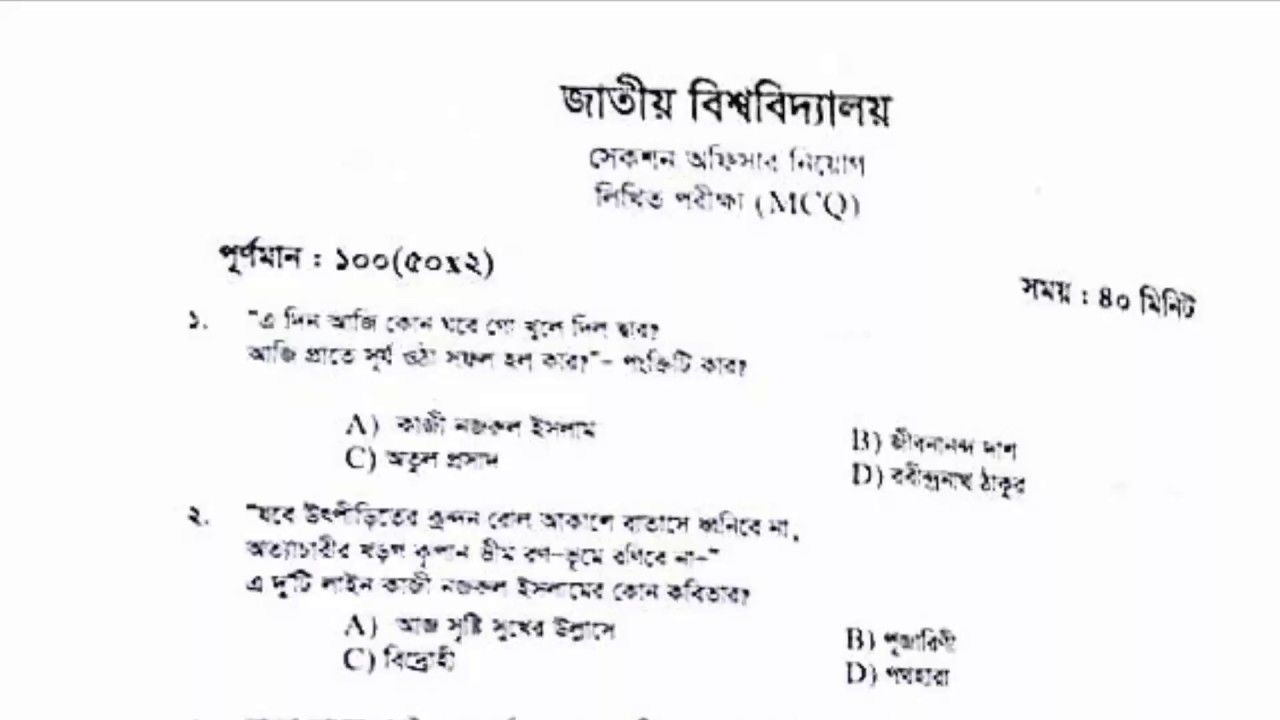 জাতীয় বিশ্ববিদ্যালয়
সেকশন অফিসার নিয়োগ
লিখিত পরীক্ষা (MCQ)
পূর্ণমান : ১০০(৫০x২)
সময় : ৪০ মিনিট
১. "এ দিন আজি কোন ঘরে গো খুলে দিল দ্বার?
আজি প্রাতে সূর্য ওঠা সফল হল কার?"- পংক্তিটি কার?
A) কাজী নজরুল ইসলাম
B) জীবনানন্দ দাশ
C) অতুল প্রসাদ
D) রবীন্দ্রনাথ ঠাকুর
২. "যবে উৎপীড়িতের ক্রন্দন রোল আকাশে বাতাসে ধ্বনিবে না,
অত্যাচারীর খড়গ কৃপান ভীম রণ-ভূমে রণিবে না-"
এ দু'টি লাইন কাজী নজরুল ইসলামের কোন কবিতার?
A) আজ সৃষ্টি সুখের উল্লাসে
B) পূজারিণী
C) বিদ্রোহী
D) পথহারা